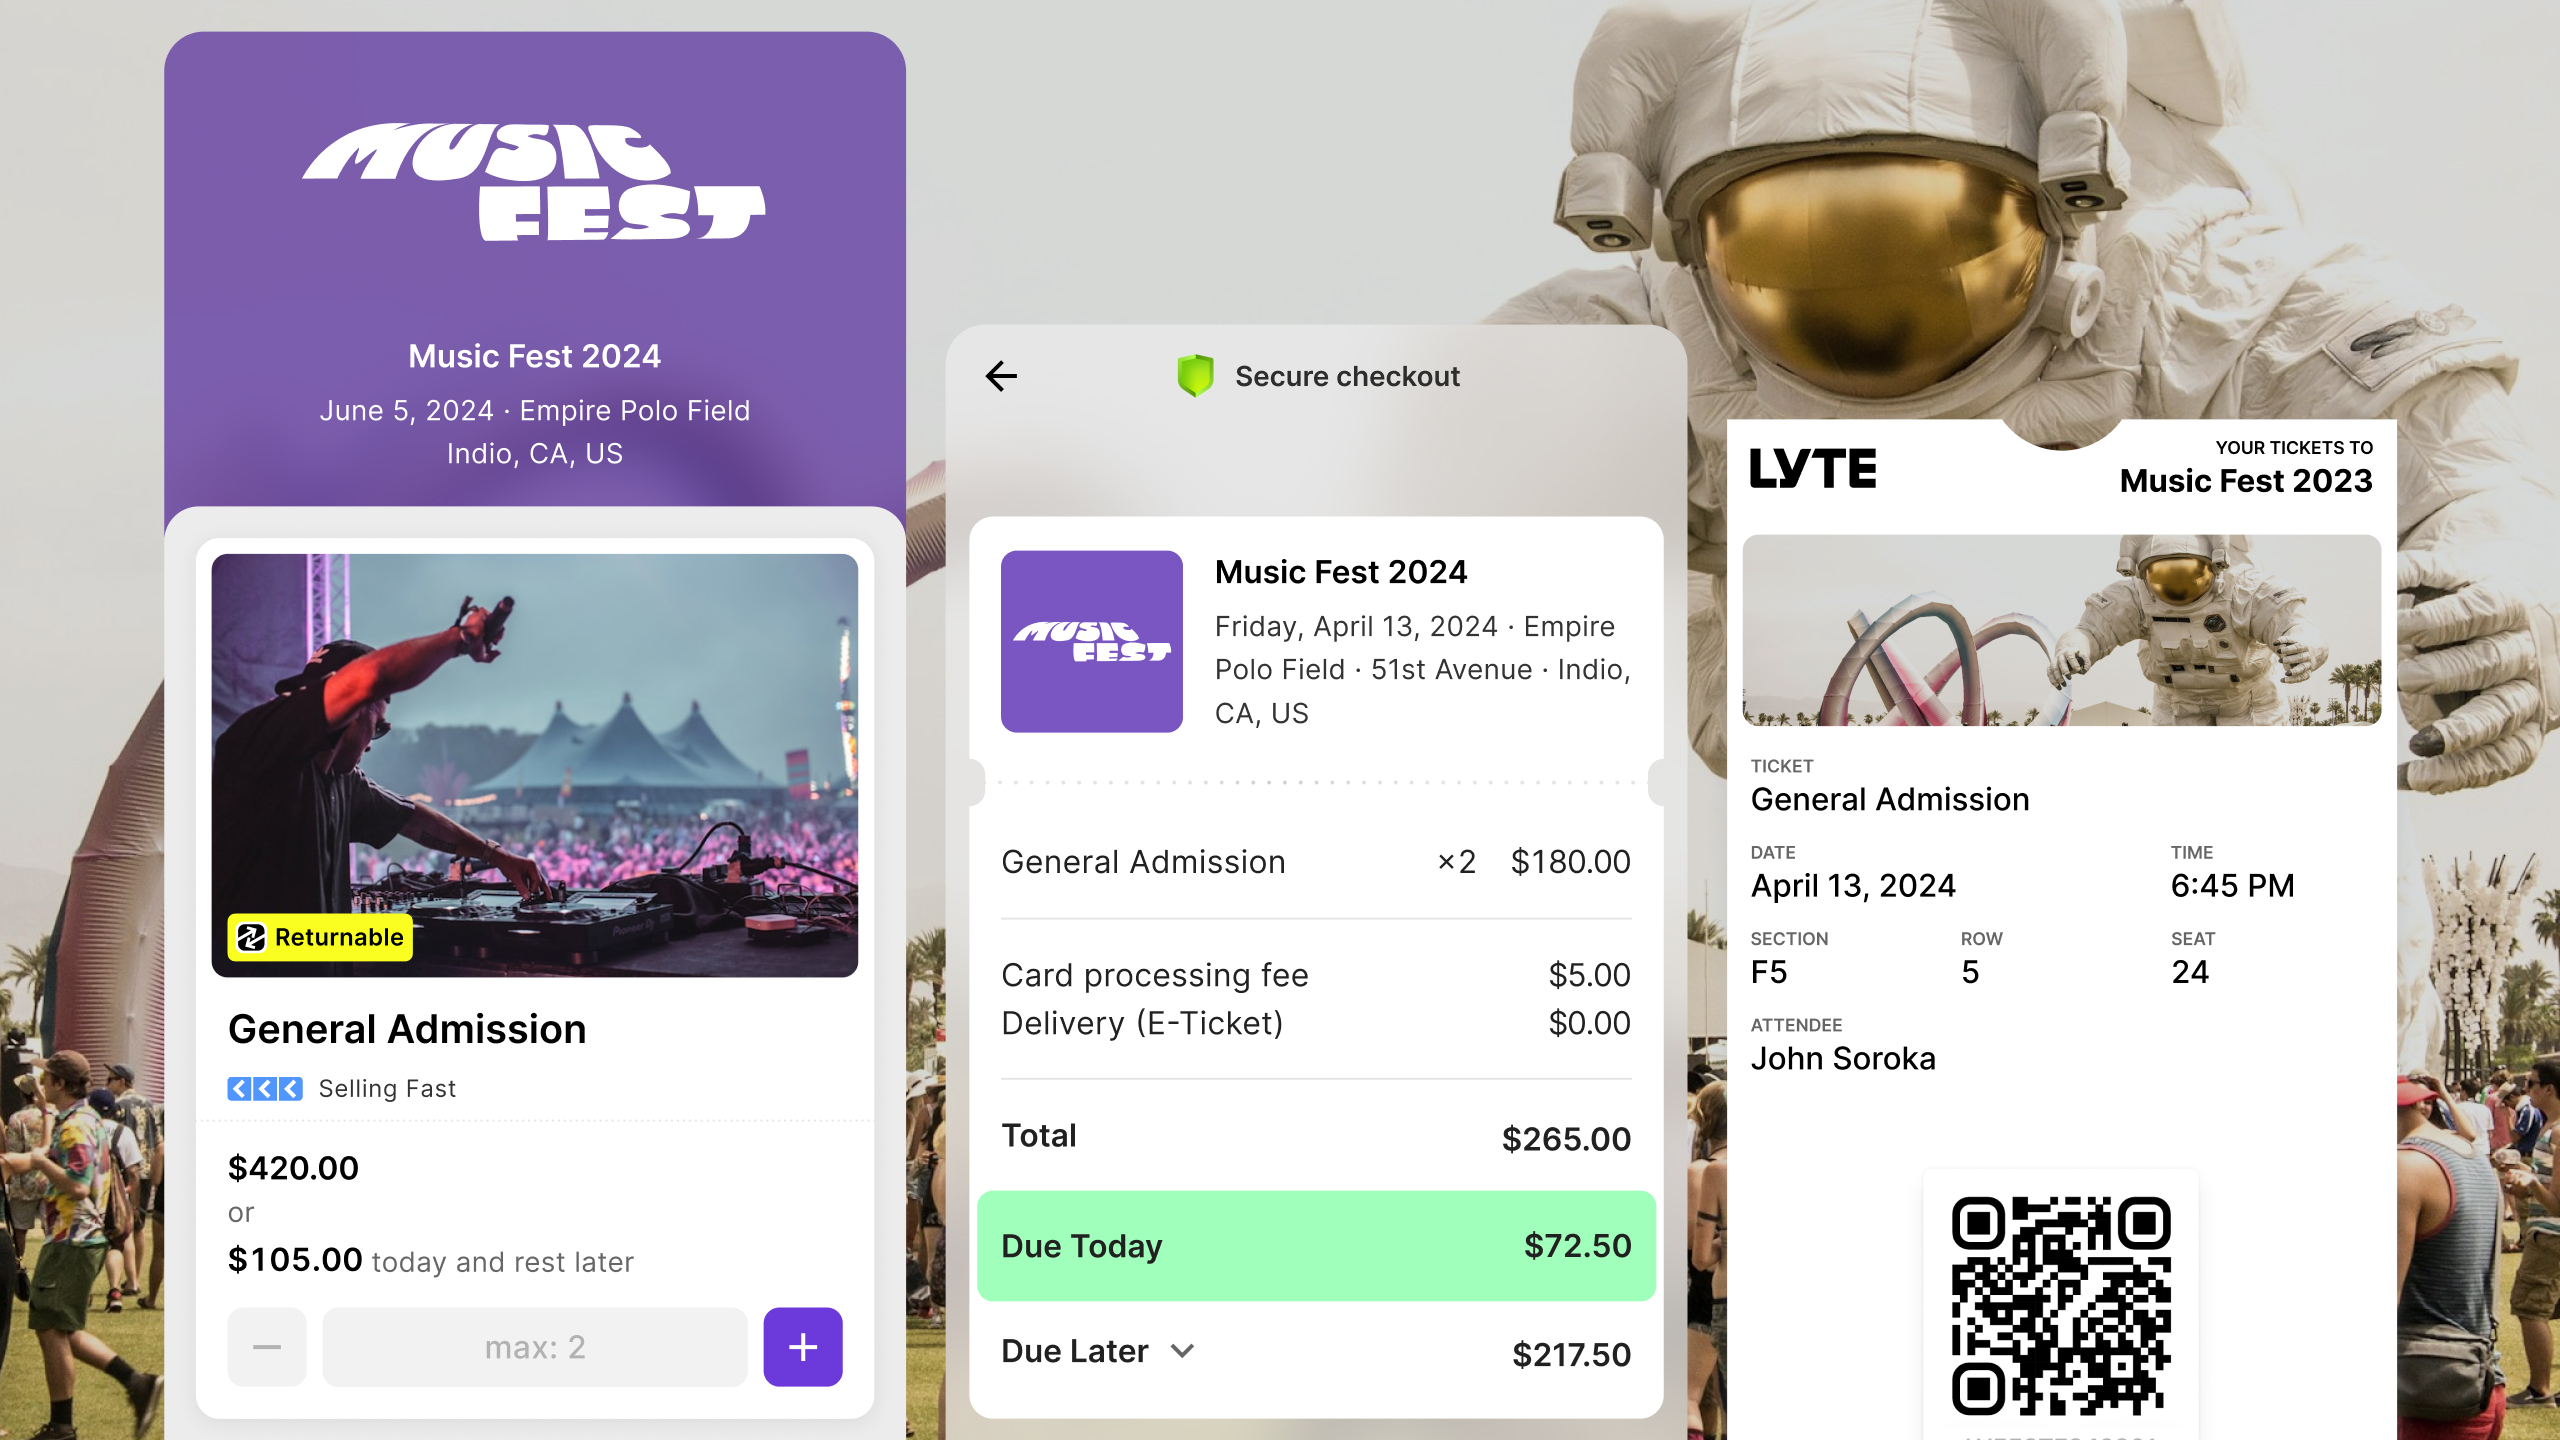 MUSIC
FEST
Music Fest 2024
June 5, 2024 · Empire Polo Field
Indio, CA, US
Returnable
General Admission
Selling Fast
$420.00
or
$105.00 today and rest later
max: 2
Secure checkout
MUSIC
FEST
Music Fest 2024
Friday, April 13, 2024 · Empire
Polo Field · 51st Avenue · Indio,
CA, US
General Admission ×2 $180.00
Card processing fee $5.00
Delivery (E-Ticket) $0.00
Total $265.00
Due Today $72.50
Due Later $217.50
LYTE
YOUR TICKETS TO
Music Fest 2023
TICKET
General Admission
DATE TIME
April 13, 2024 6:45 PM
SECTION ROW SEAT
F5 5 24
ATTENDEE
John Soroka